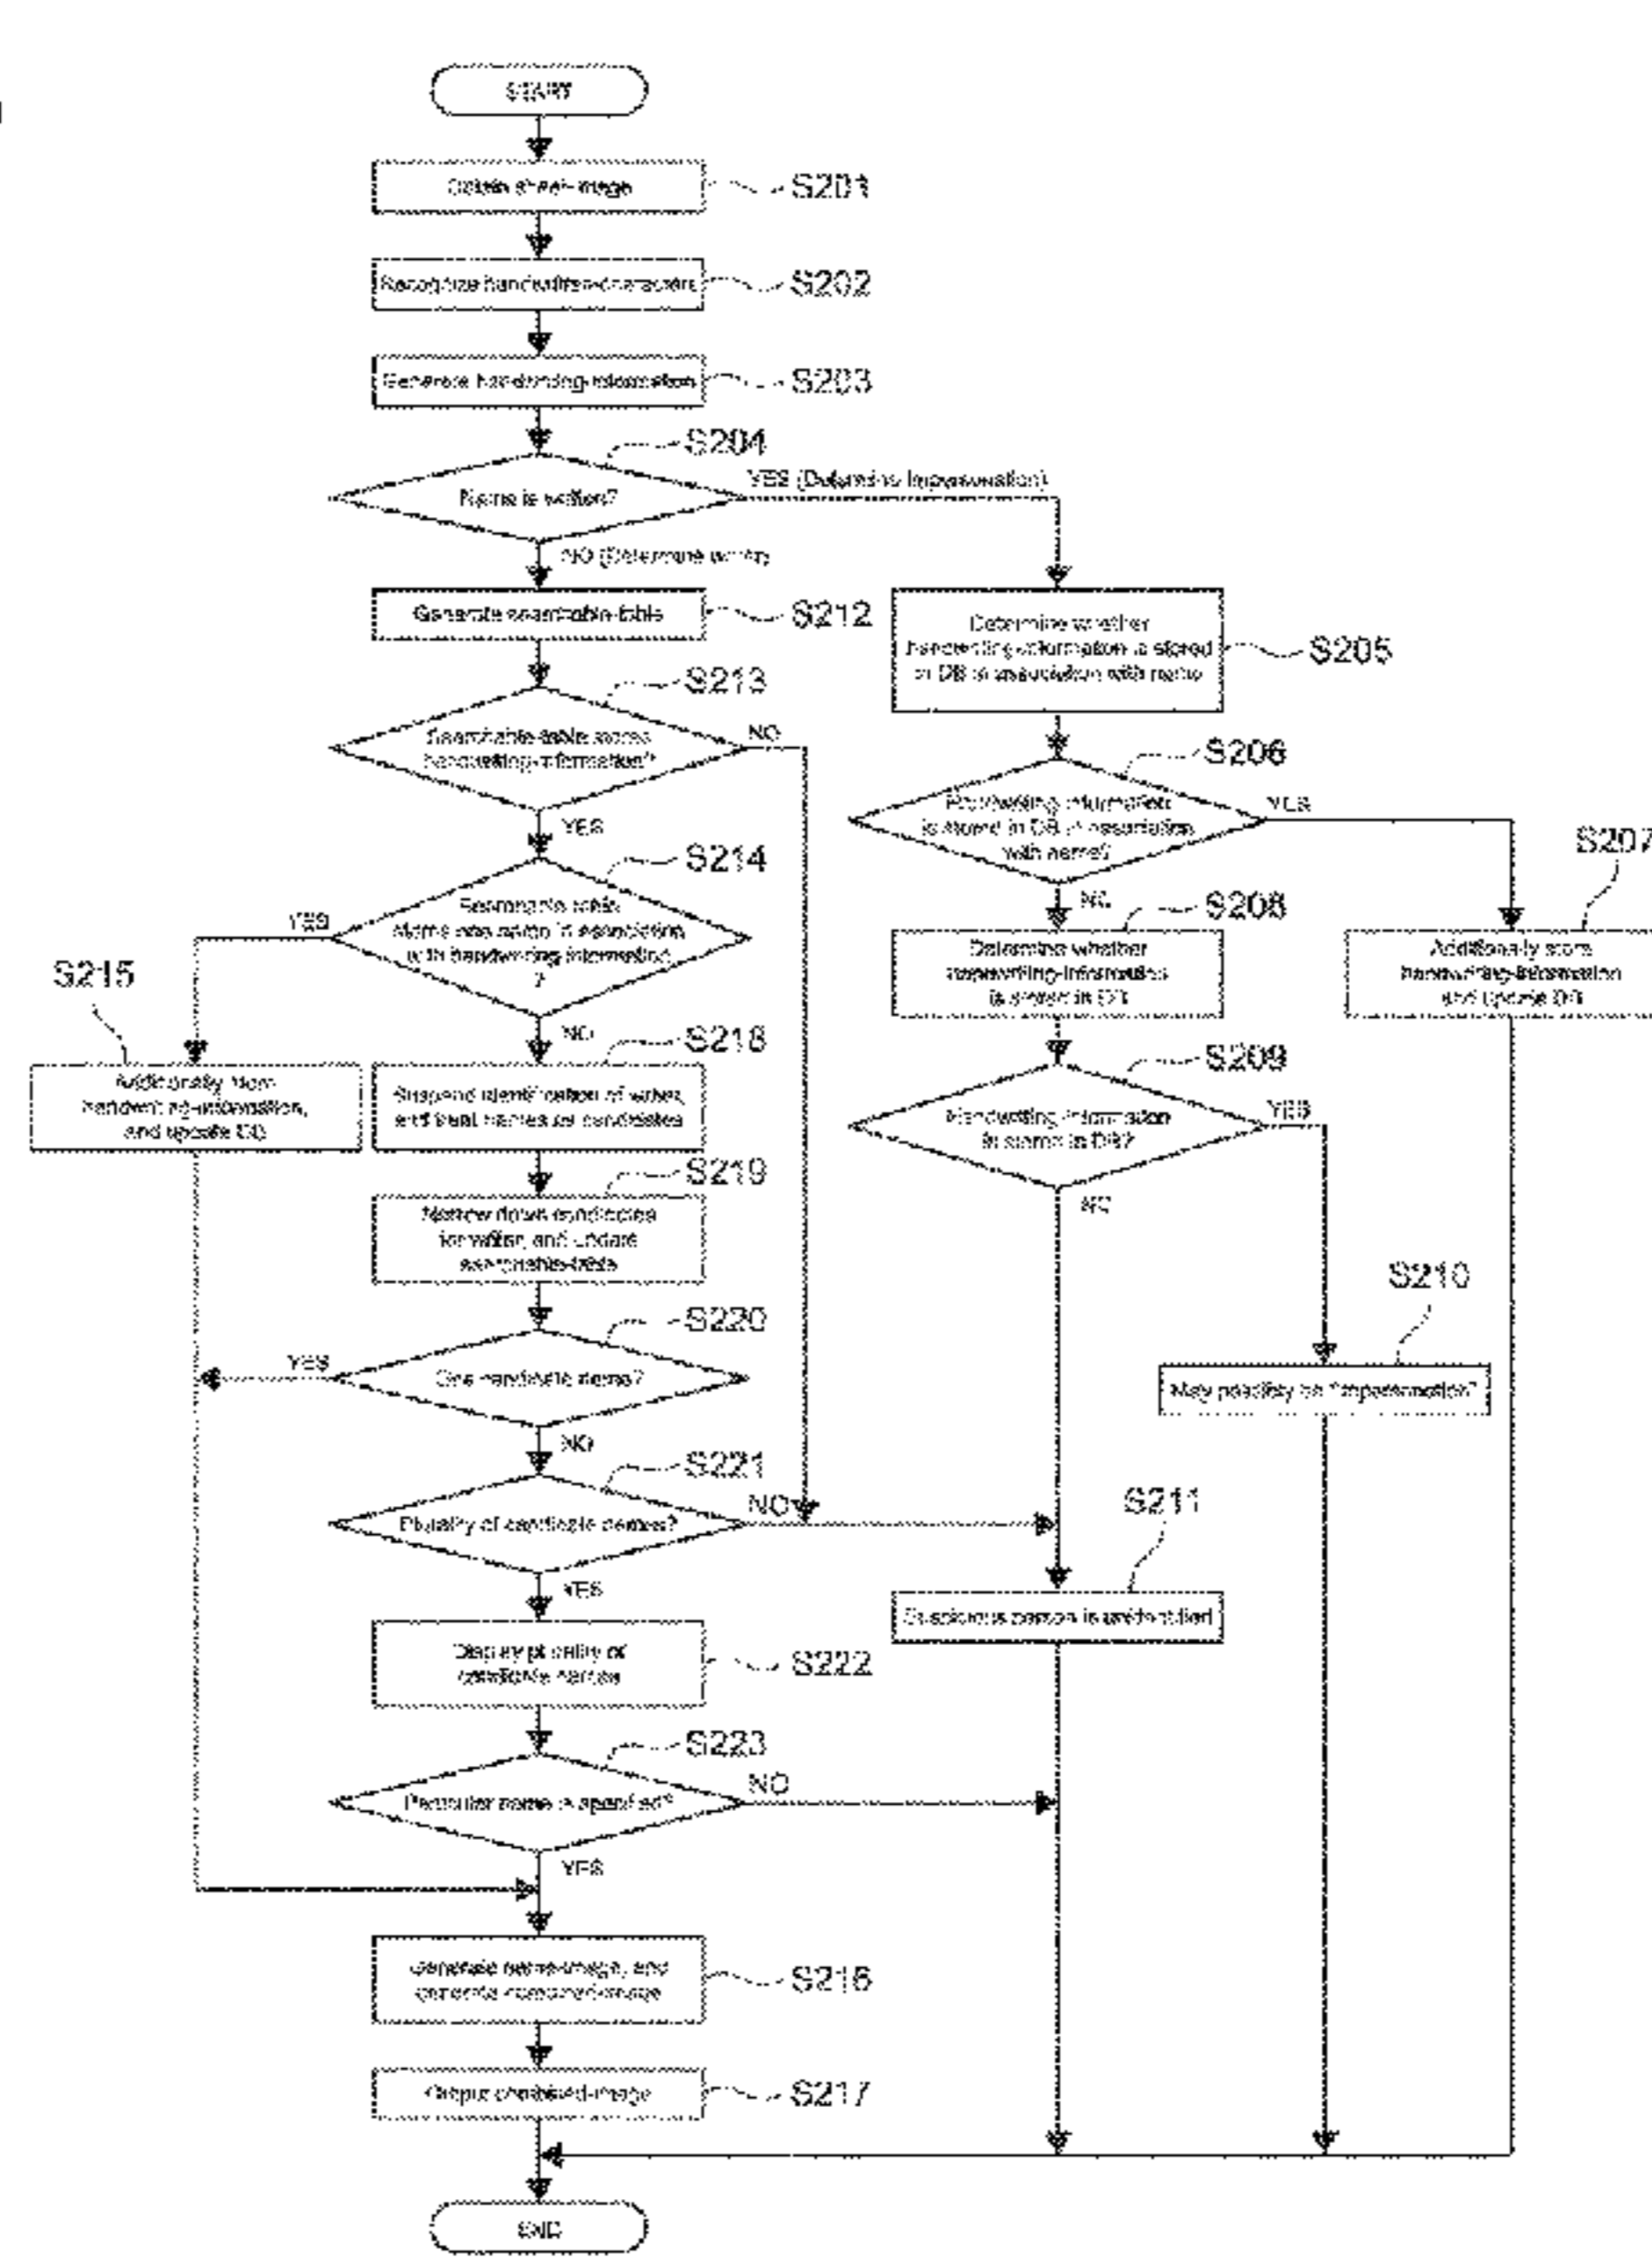 START
Obtain sheet-image
S201
Recognize handwritten-characters
S202
Generate handwriting-information
S203
S204
Name is written?
YES (Determine Impersonation)
NO (Determine writer)
Generate searchable-table
S212
Determine whether
handwriting-information is stored
in DB in association with name
S205
S213
Searchable-table stores
handwriting-information?
NO
YES
S206
Handwriting information
is stored in DB in association
with name?
YES
NO
S207
Additionally store
handwriting-information
and update DB
S214
Searchable-table
stores one name in association
with handwriting-information
?
YES
NO
S208
Determine whether
handwriting-information
is stored in DB
S215
Additionally store
handwriting-information,
and update DB
S218
Suspend identification of writer,
and treat names as candidates
S209
Handwriting-information
is stored in DB?
YES
NO
S219
Narrow down candidates
for writer, and update
searchable-table
S210
May possibly be "impersonation"
S220
One candidate name?
YES
NO
S221
Plurality of candidate names?
NO
YES
S211
Suspicious person is unidentified
Display plurality of
candidate names
S222
S223
Particular name is specified?
NO
YES
Generate name-image, and
generate combined-image
S216
Output combined-image
S217
END